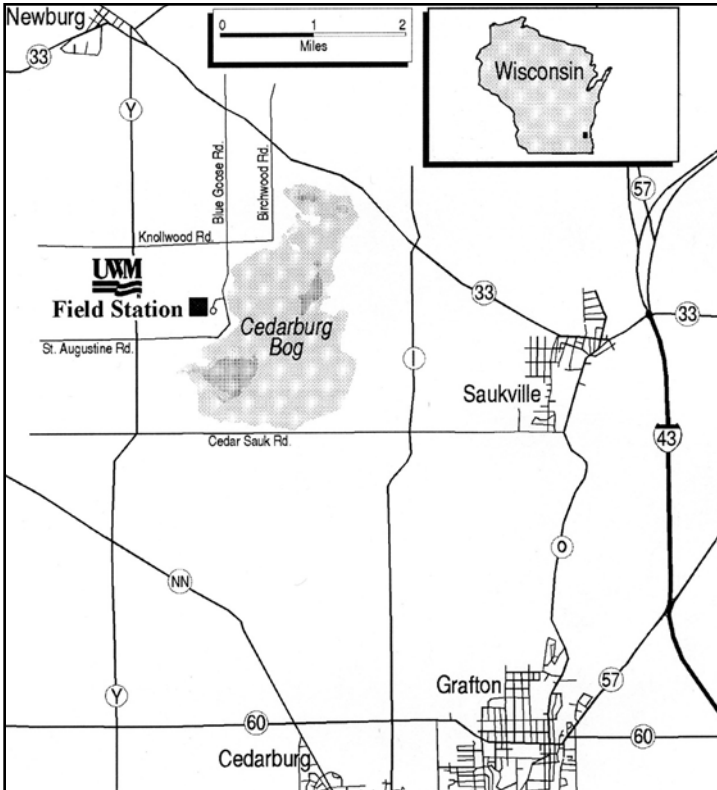 Newburg
0 1 2
Miles
Wisconsin
33
Y
Blue Goose Rd.
Birchwood Rd.
57
Knollwood Rd.
UWM
Field Station
33
33
Cedarburg
Bog
St. Augustine Rd.
I
Saukville
43
Cedar Sauk Rd.
O
NN
Grafton
57
Y
60
60
Cedarburg